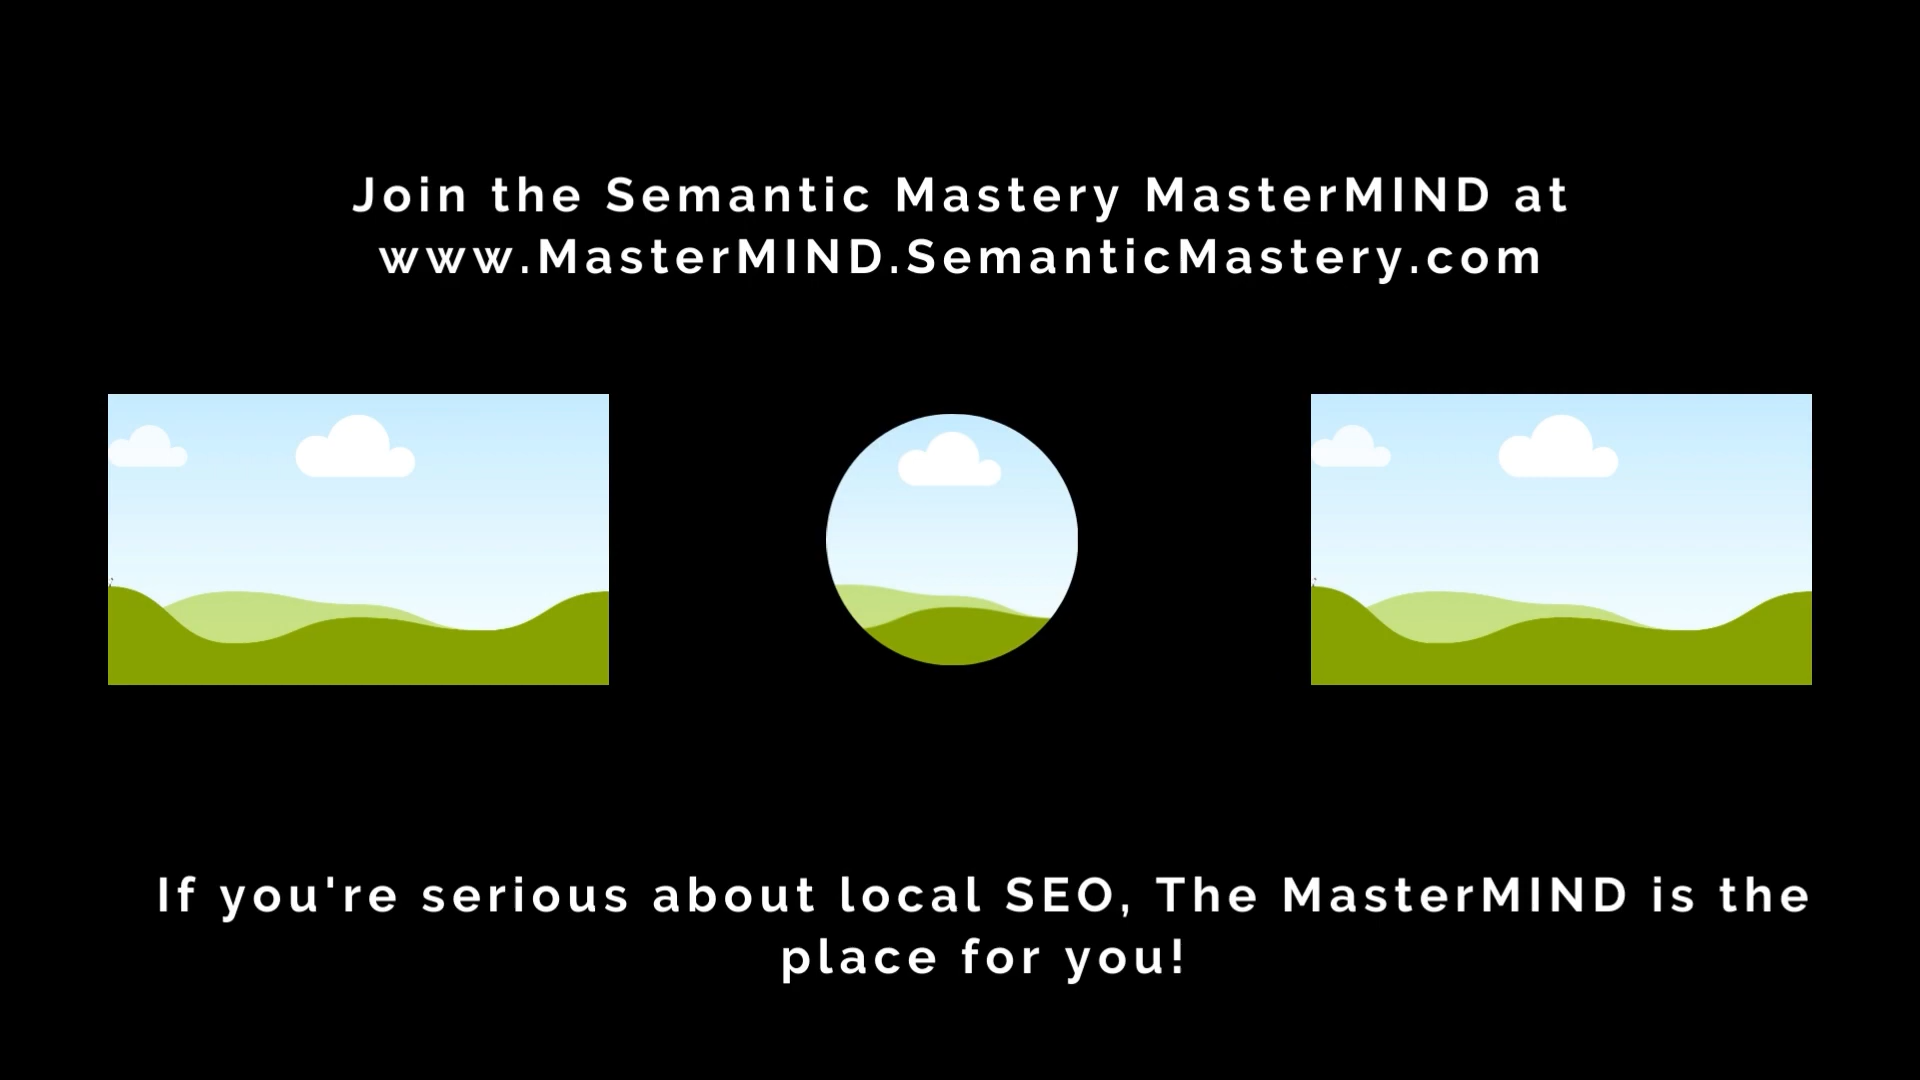 Join the Semantic Mastery MasterMIND at
www.MasterMIND.SemanticMastery.com
If you're serious about local SEO, The MasterMIND is the
place for you!